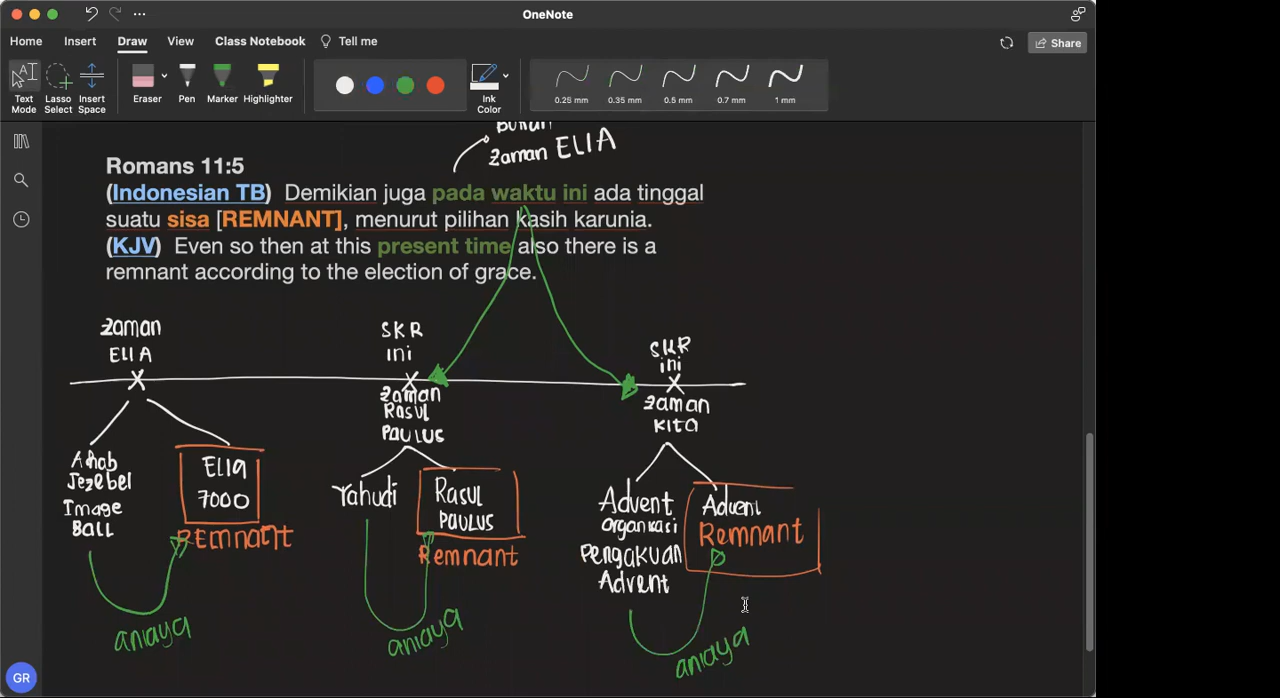 OneNote
Home Insert Draw View Class Notebook Tell me
Share
Text Mode
Lasso Select
Insert Space
Eraser
Pen
Marker
Highlighter
Ink Color
0.25 mm
0.35 mm
0.5 mm
0.7 mm
1 mm
Bukan
Zaman ELIA
Romans 11:5
(Indonesian TB) Demikian juga pada waktu ini ada tinggal
suatu sisa [REMNANT], menurut pilihan kasih karunia.
(KJV) Even so then at this present time also there is a
remnant according to the election of grace.
Zaman
ELIA
SKR
ini
SKR
ini
Zaman
Rasul
PAULUS
Zaman
KITA
Ahab
Jezebel
Image
BAAL
ELIA
7000
REMNANT
Yahudi
Rasul
PAULUS
Remnant
Advent
Organisasi
PENGAKUAN
Advent
Advent
Remnant
aniaya
aniaya
aniaya
GR